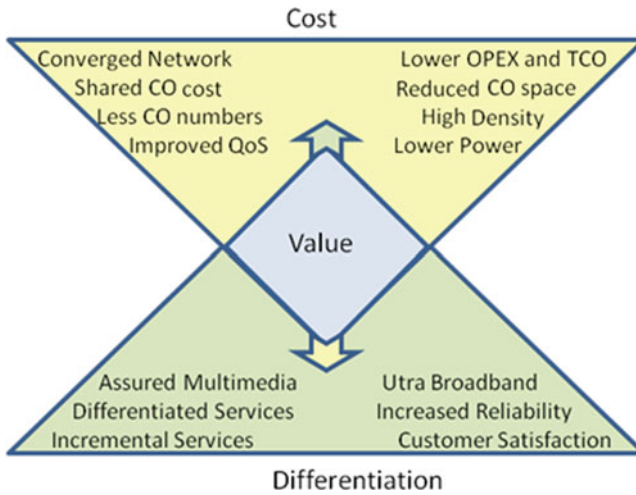 Cost
Converged Network
Shared CO cost
Less CO numbers
Improved QoS
Lower OPEX and TCO
Reduced CO space
High Density
Lower Power
Value
Assured Multimedia
Differentiated Services
Incremental Services
Utra Broadband
Increased Reliability
Customer Satisfaction
Differentiation